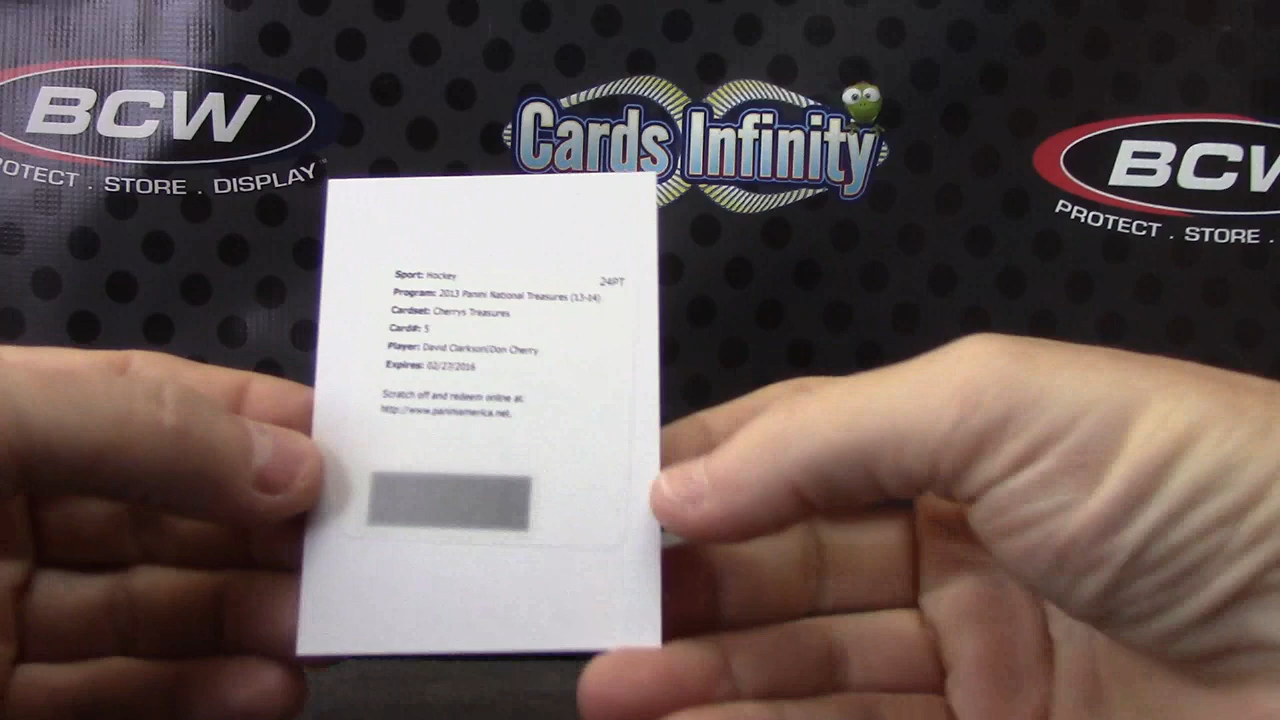 BCW
OTECT . STORE . DISPLAY™
Cards Infinity
BCW
PROTECT . STORE .
Sport: Hockey
24PT
Program: 2013 Panini National Treasures (13-14)
Cardset: Cherrys Treasures
Card#: 5
Player: David Clarkson|Don Cherry
Expires: 02/27/2016
Scratch off and redeem online at:
http://www.paniniamerica.net.